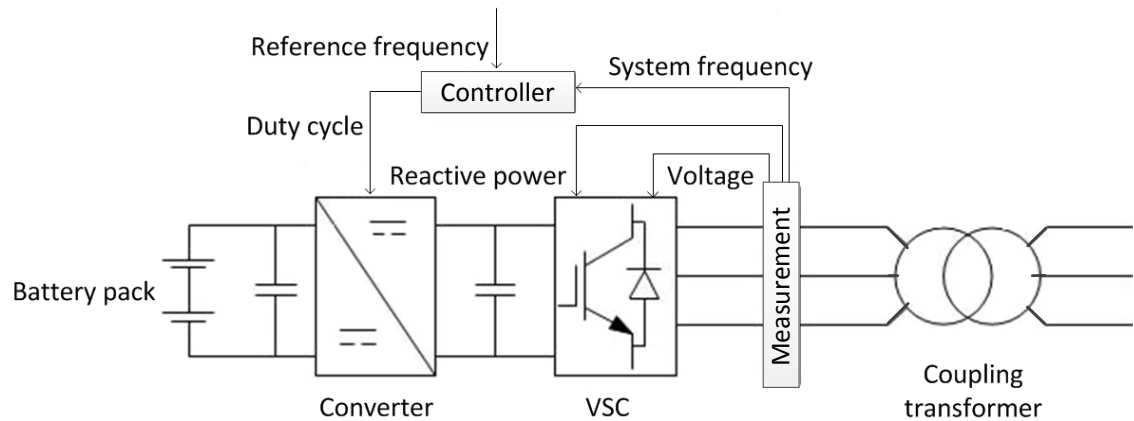 Reference frequency
System frequency
Controller
Duty cycle
Reactive power
Voltage
Measurement
Battery pack
Converter
VSC
Coupling
transformer